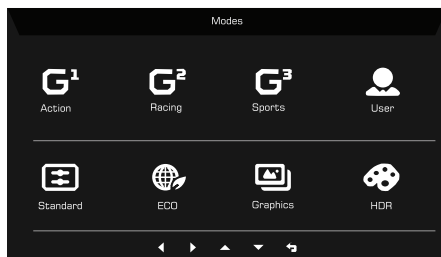 Modes
G¹ G² G³
Action Racing Sports User
Standard ECO Graphics HDR